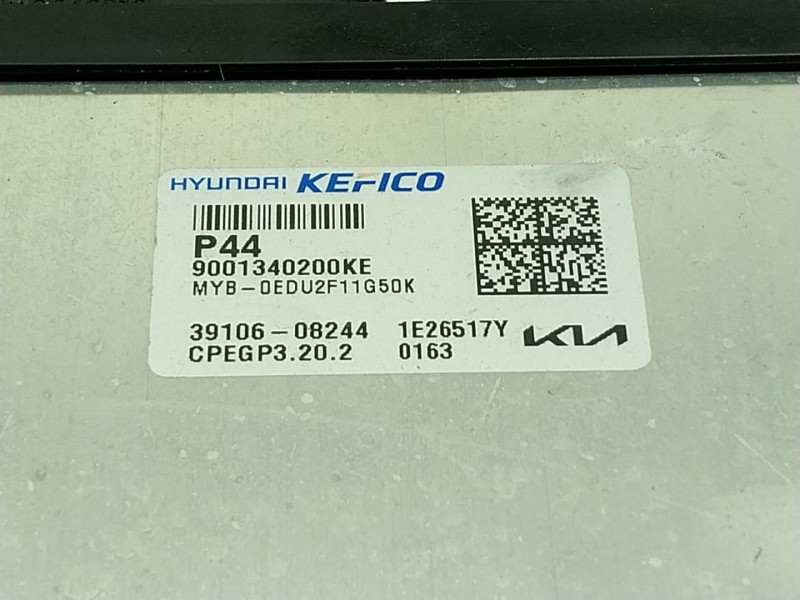 HYUNDAI KEFICO
P44
9001340200KE
MYB-0EDU2F11G50K
39106-08244 1E26517Y KIA
CPEGP3.20.2 0163